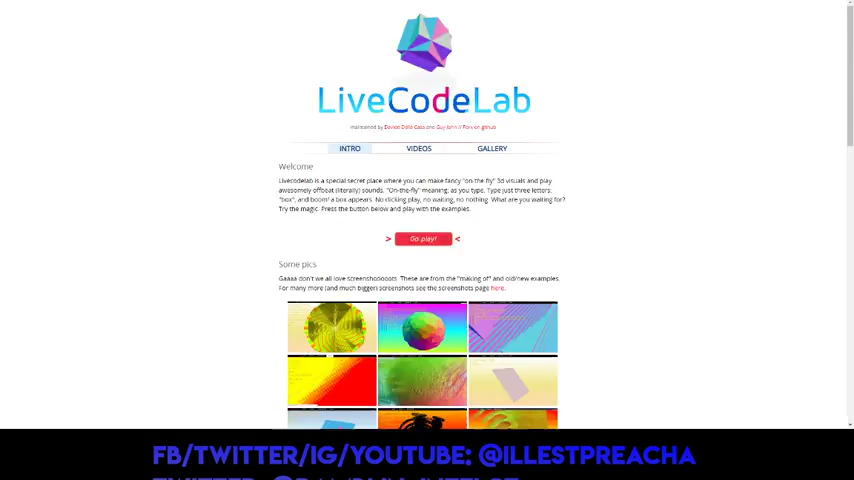 LiveCodeLab
maintained by Davide Della Casa and Guy John // Fork on github
INTRO VIDEOS GALLERY
Welcome
Livecodelab is a special secret place where you can make fancy "on-the-fly" 3d visuals and play
awesomely offbeat (literally) sounds. "On-the-fly" meaning: as you type. Type just three letters:
"box", and boom! a box appears. No clicking play, no waiting, no nothing. What are you waiting for?
Try the magic. Press the button below and play with the examples.
> Go play! <
Some pics
Gaaaa don't we all love screenshooooots. These are from the "making of" and old/new examples.
For many more (and much bigger) screenshots see the screenshots page here.
FB/TWITTER/IG/YOUTUBE: @ILLESTPREACHA